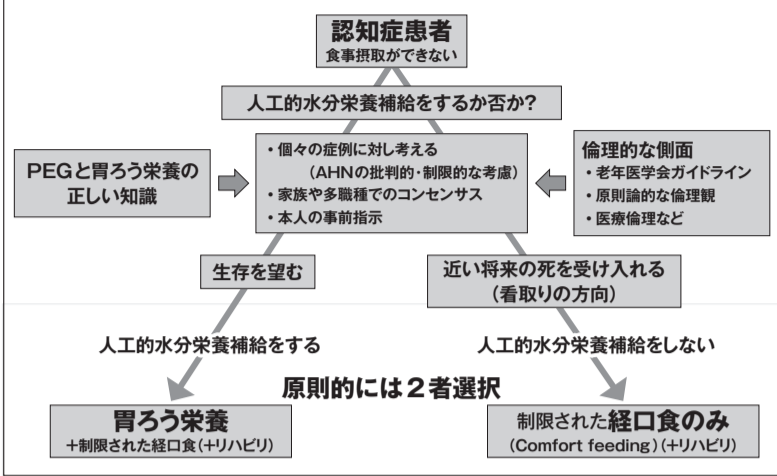 認知症患者
食事摂取ができない
人工的水分栄養補給をするか否か?
PEGと胃ろう栄養の
正しい知識
・個々の症例に対し考える
(AHNの批判的・制限的な考慮)
・家族や多職種でのコンセンサス
・本人の事前指示
倫理的な側面
・老年医学会ガイドライン
・原則論的な倫理観
・医療倫理など
生存を望む
近い将来の死を受け入れる
(看取りの方向)
人工的水分栄養補給をする
人工的水分栄養補給をしない
原則的には2者選択
胃ろう栄養
+制限された経口食(+リハビリ)
制限された経口食のみ
(Comfort feeding)(+リハビリ)